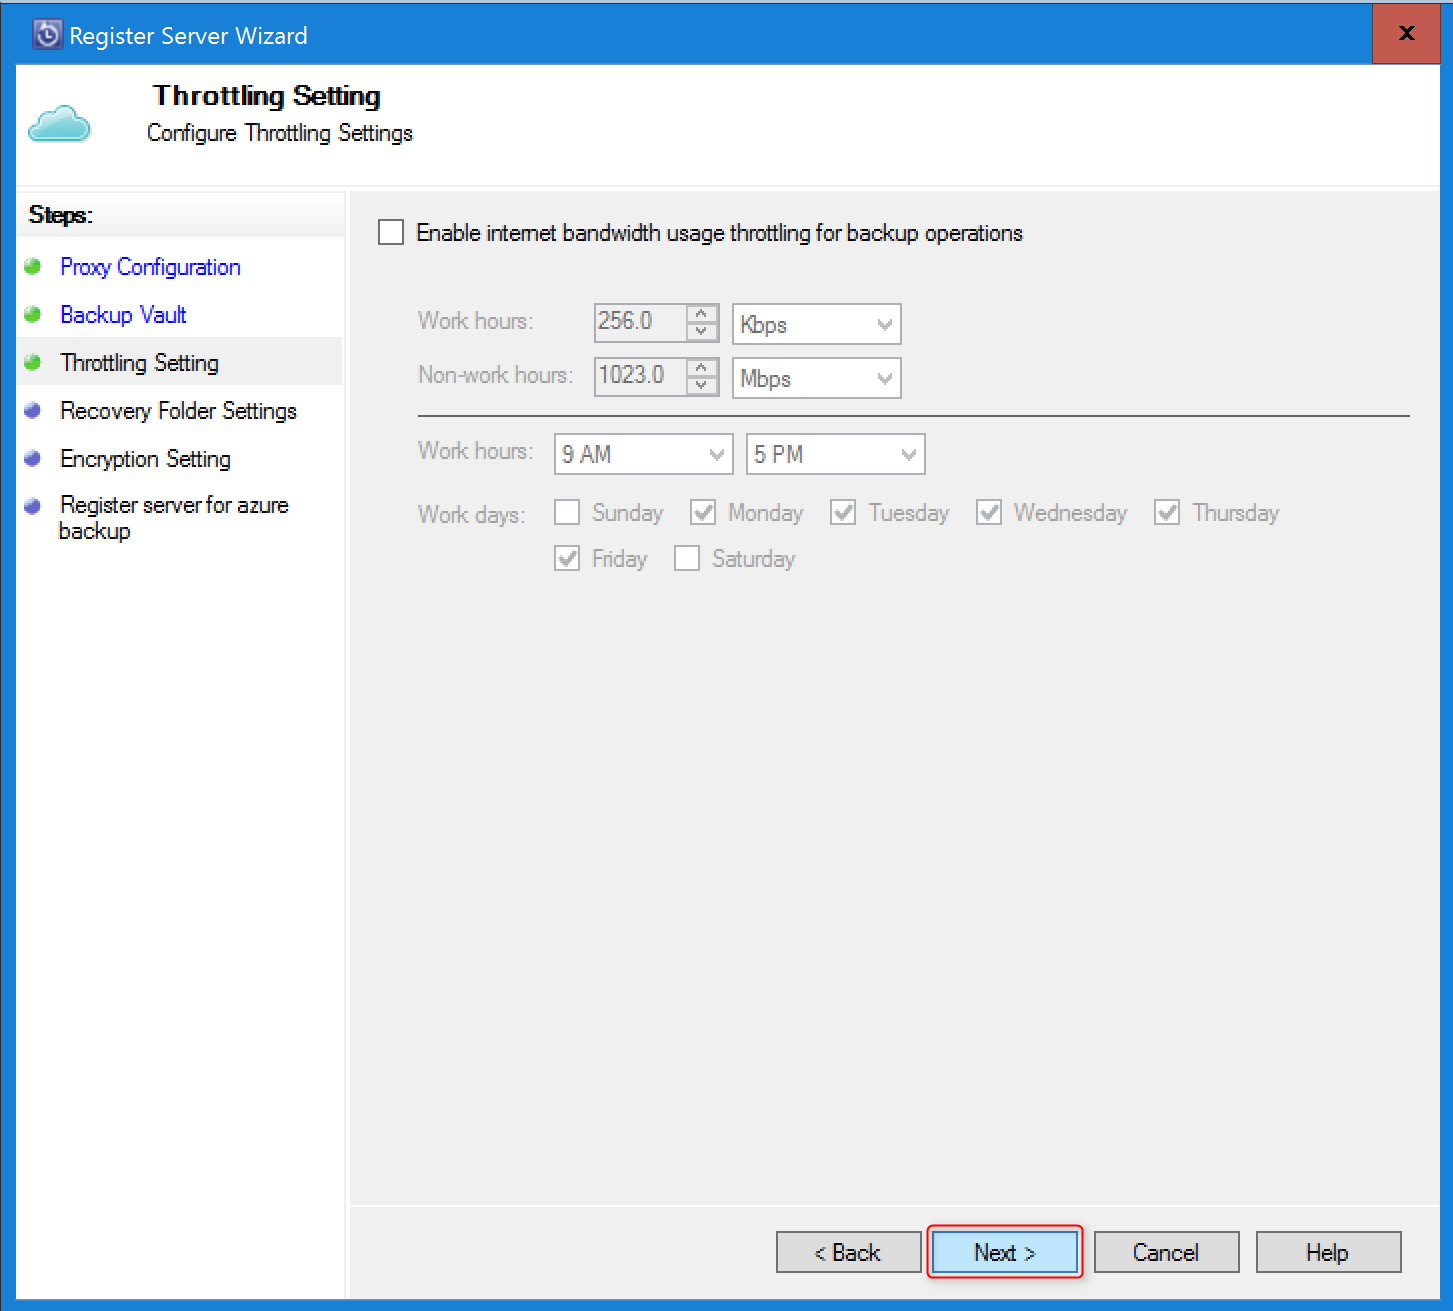 Register Server Wizard
x
Throttling Setting
Configure Throttling Settings
Steps:
Proxy Configuration
Backup Vault
Throttling Setting
Recovery Folder Settings
Encryption Setting
Register server for azure
backup
Enable internet bandwidth usage throttling for backup operations
Work hours: 256.0 Kbps
Non-work hours: 1023.0 Mbps
Work hours: 9 AM 5 PM
Work days: Sunday Monday Tuesday Wednesday Thursday
Friday Saturday
< Back Next > Cancel Help